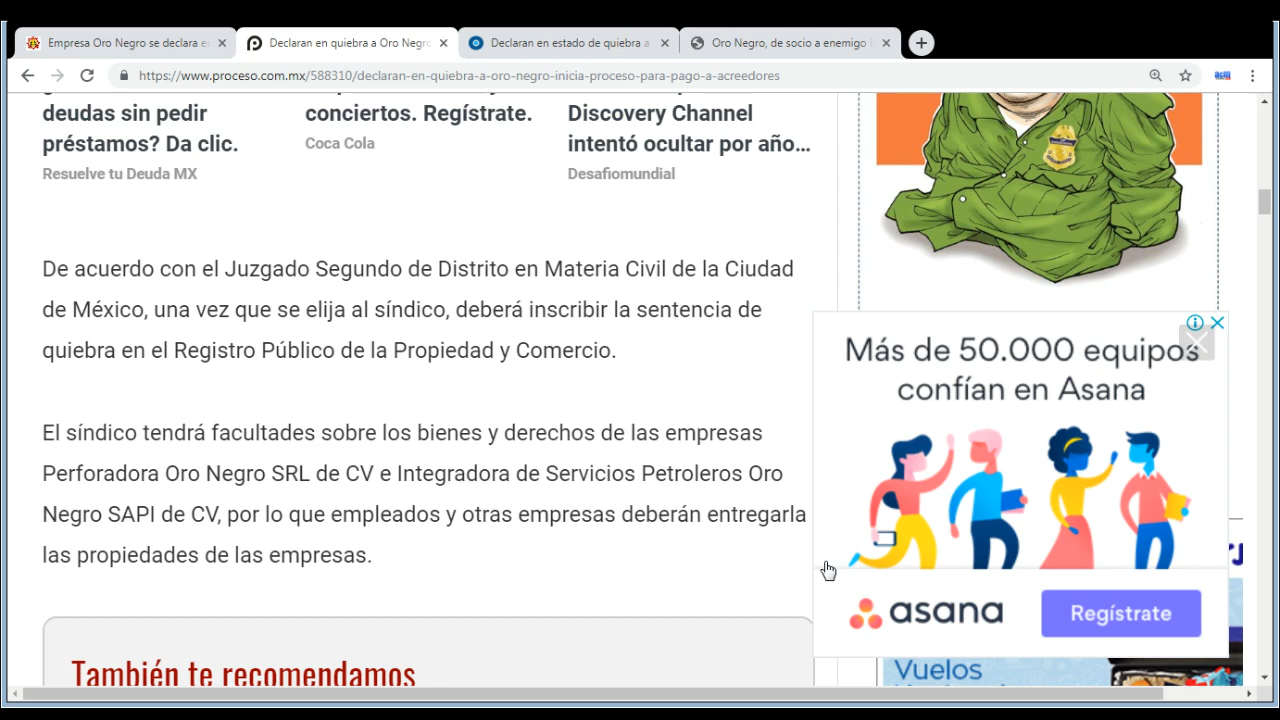 Empresa Oro Negro se declara e
Declaran en quiebra a Oro Negro
Declaran en estado de quiebra a
Oro Negro, de socio a enemigo
https://www.proceso.com.mx/588310/declaran-en-quiebra-a-oro-negro-inicia-proceso-para-pago-a-acreedores
deudas sin pedir
préstamos? Da clic.
Resuelve tu Deuda MX
conciertos. Regístrate.
Coca Cola
Discovery Channel
intentó ocultar por año...
Desafiomundial
De acuerdo con el Juzgado Segundo de Distrito en Materia Civil de la Ciudad
de México, una vez que se elija al síndico, deberá inscribir la sentencia de
quiebra en el Registro Público de la Propiedad y Comercio.
El síndico tendrá facultades sobre los bienes y derechos de las empresas
Perforadora Oro Negro SRL de CV e Integradora de Servicios Petroleros Oro
Negro SAPI de CV, por lo que empleados y otras empresas deberán entregarla
las propiedades de las empresas.
También te recomendamos
Más de 50.000 equipos
confían en Asana
asana
Regístrate
Vuelos